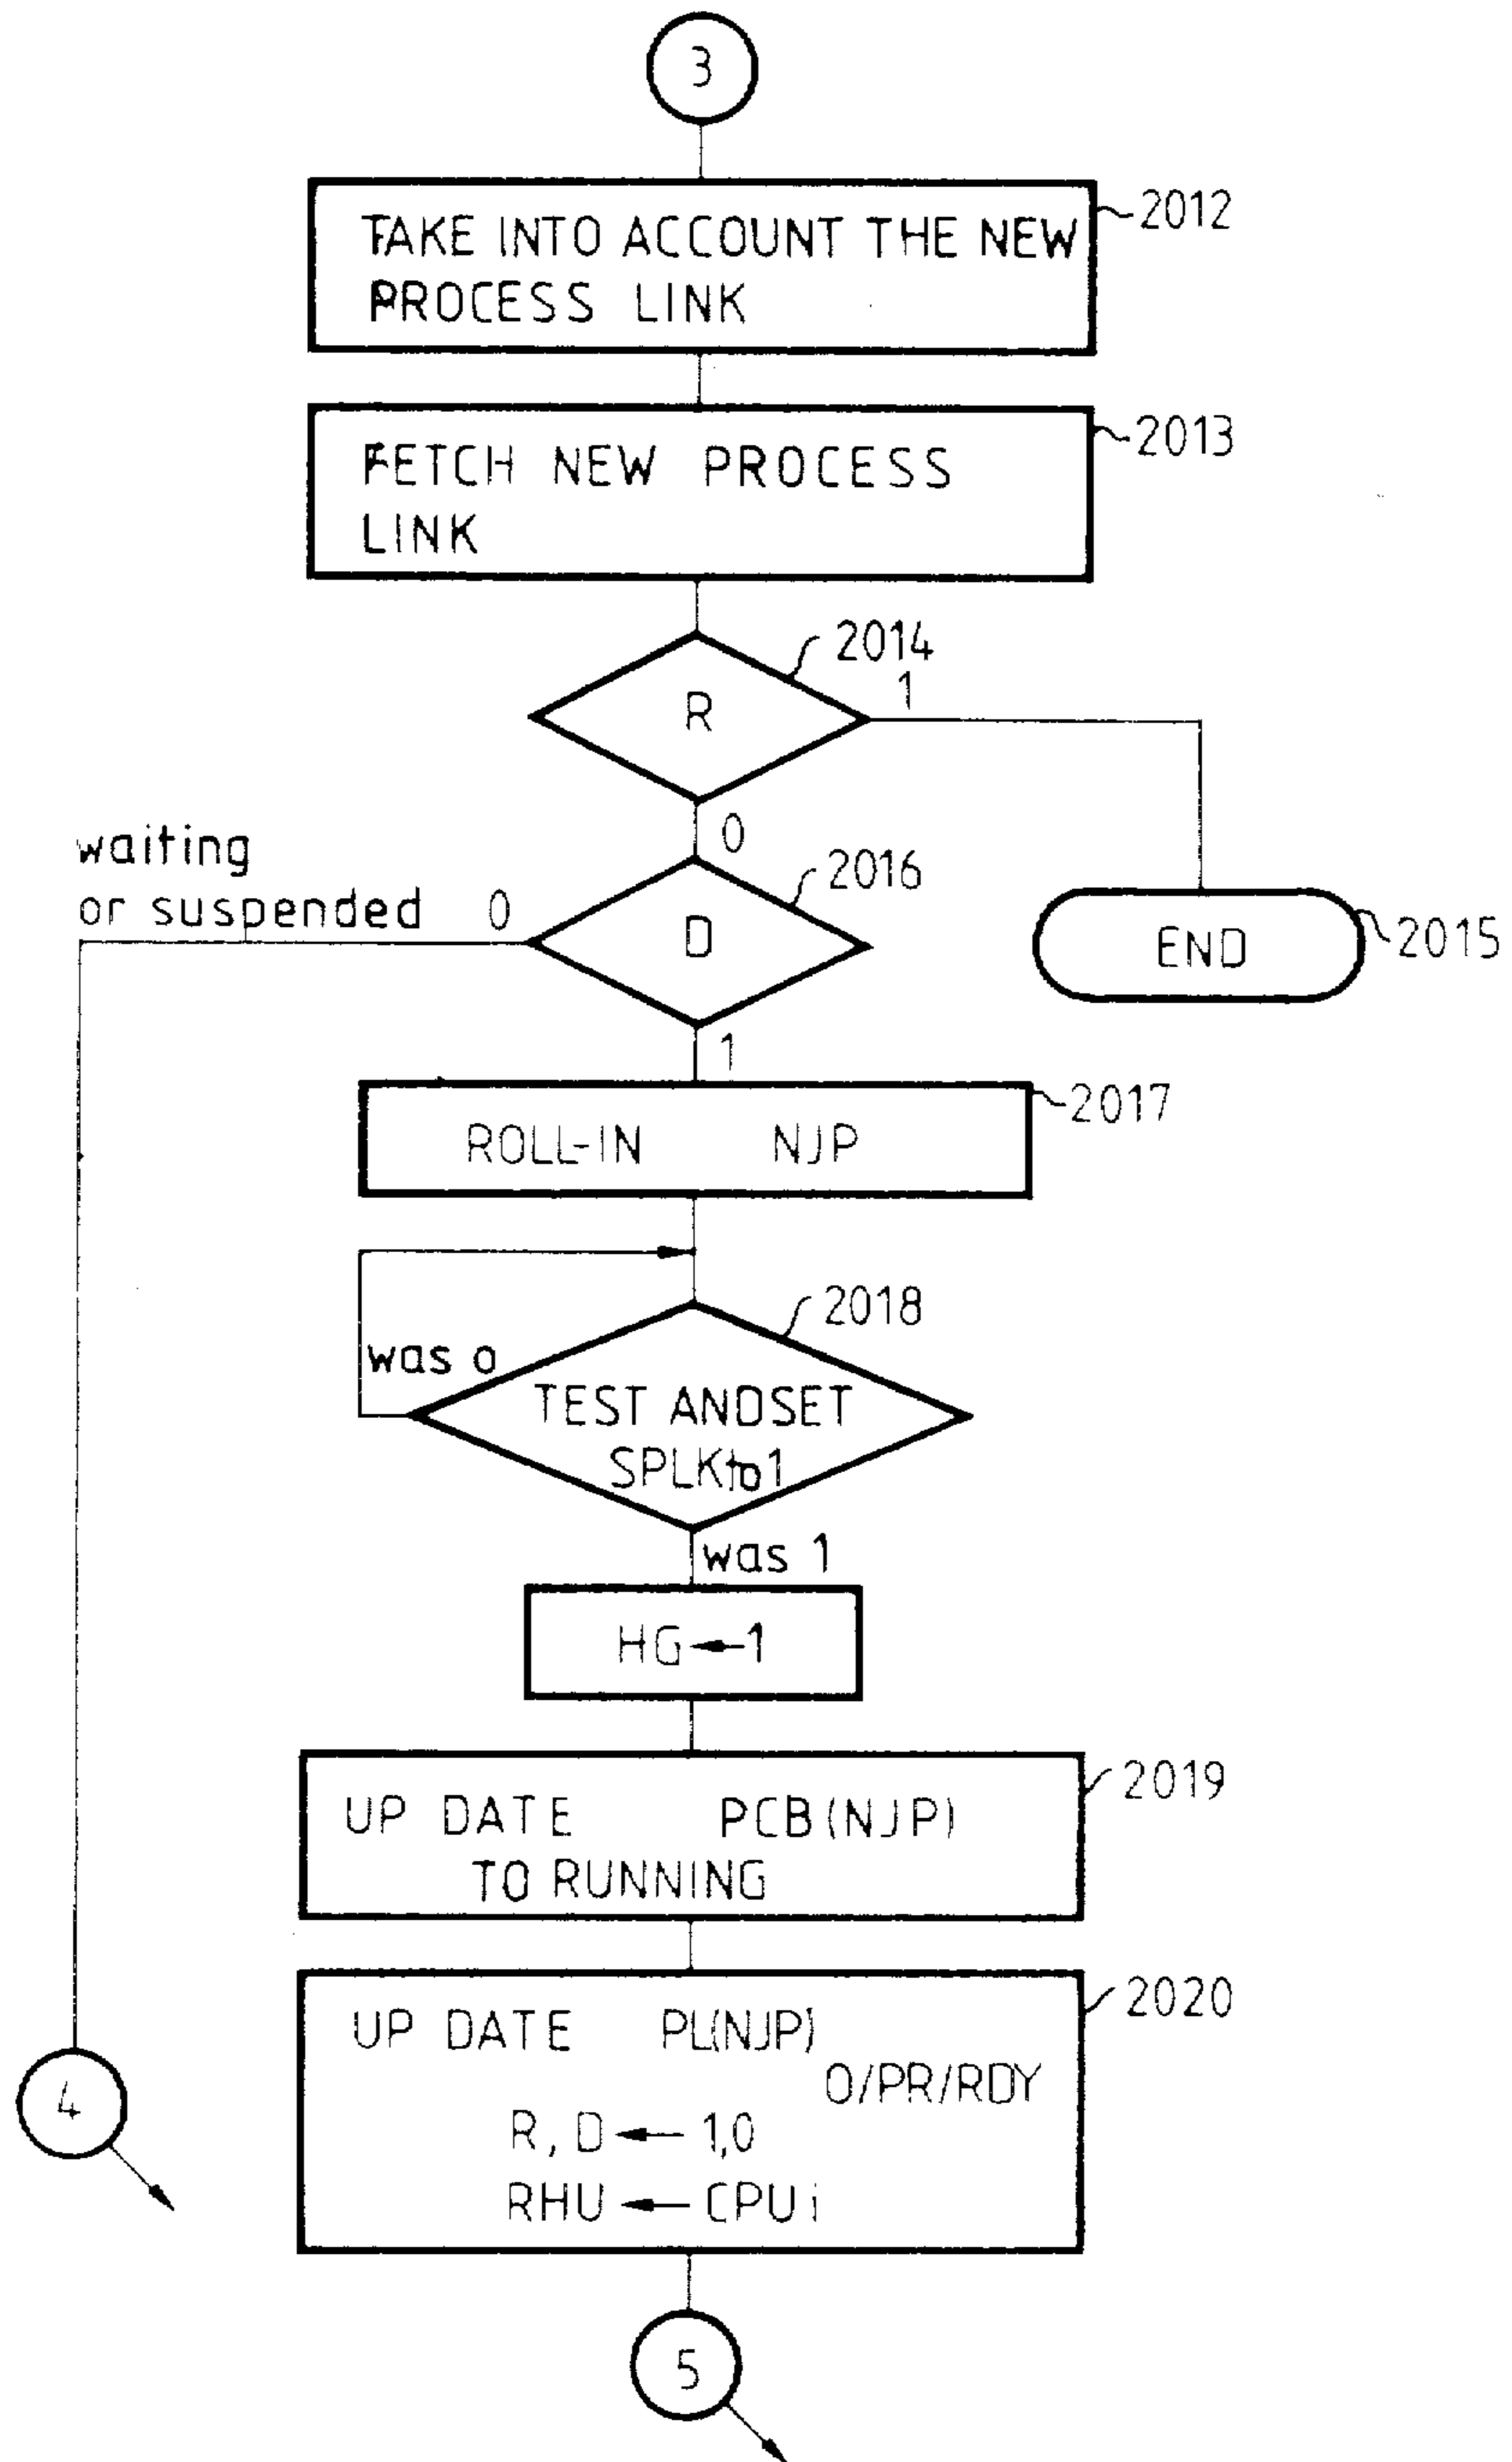 3
TAKE INTO ACCOUNT THE NEW
PROCESS LINK
2012
FETCH NEW PROCESS
LINK
2013
R
2014
1
0
waiting
or suspended
0
D
2016
END
2015
1
ROLL-IN NJP
2017
2018
was o
TEST ANDSET
SPLK to 1
was 1
HG ← 1
UP DATE PCB (NJP)
TO RUNNING
2019
UP DATE PL(NJP)
O/PR/RDY
R, D ← 1,0
RHU ← CPU i
2020
4
5